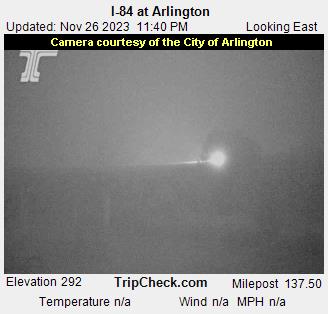 I-84 at Arlington
Updated: Nov 26 2023 11:40 PM Looking East
Camera courtesy of the City of Arlington
Elevation 292 TripCheck.com Milepost 137.50
Temperature n/a Wind n/a MPH n/a